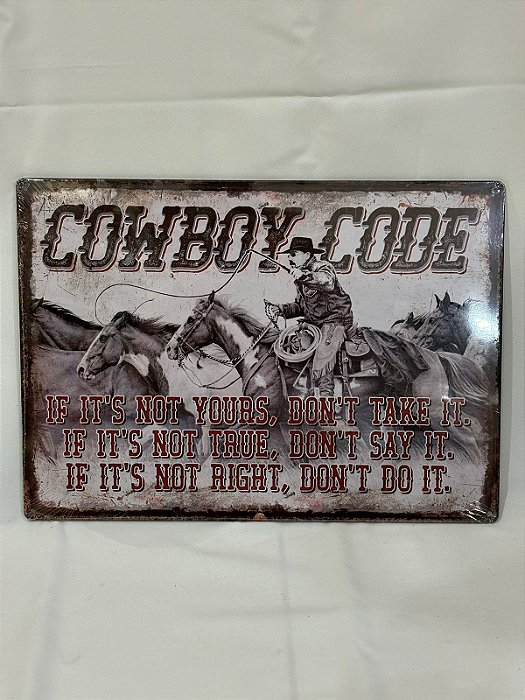 COWBOY CODE
IF IT'S NOT YOURS, DON'T TAKE IT.
IF IT'S NOT TRUE, DON'T SAY IT.
IF IT'S NOT RIGHT, DON'T DO IT.